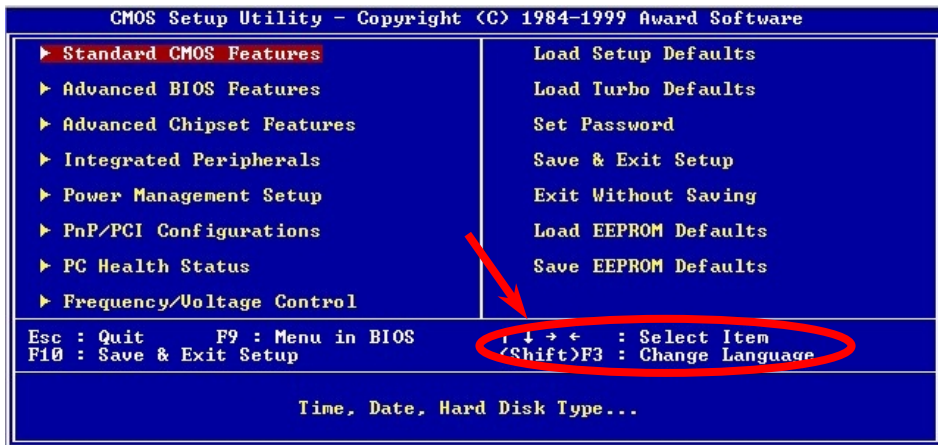 CMOS Setup Utility - Copyright (C) 1984-1999 Award Software
▶ Standard CMOS Features
▶ Advanced BIOS Features
▶ Advanced Chipset Features
▶ Integrated Peripherals
▶ Power Management Setup
▶ PnP/PCI Configurations
▶ PC Health Status
▶ Frequency/Voltage Control
Load Setup Defaults
Load Turbo Defaults
Set Password
Save & Exit Setup
Exit Without Saving
Load EEPROM Defaults
Save EEPROM Defaults
Esc : Quit F9 : Menu in BIOS
F10 : Save & Exit Setup
↑ ↓ → ← : Select Item
(Shift)F3 : Change Language
Time, Date, Hard Disk Type...